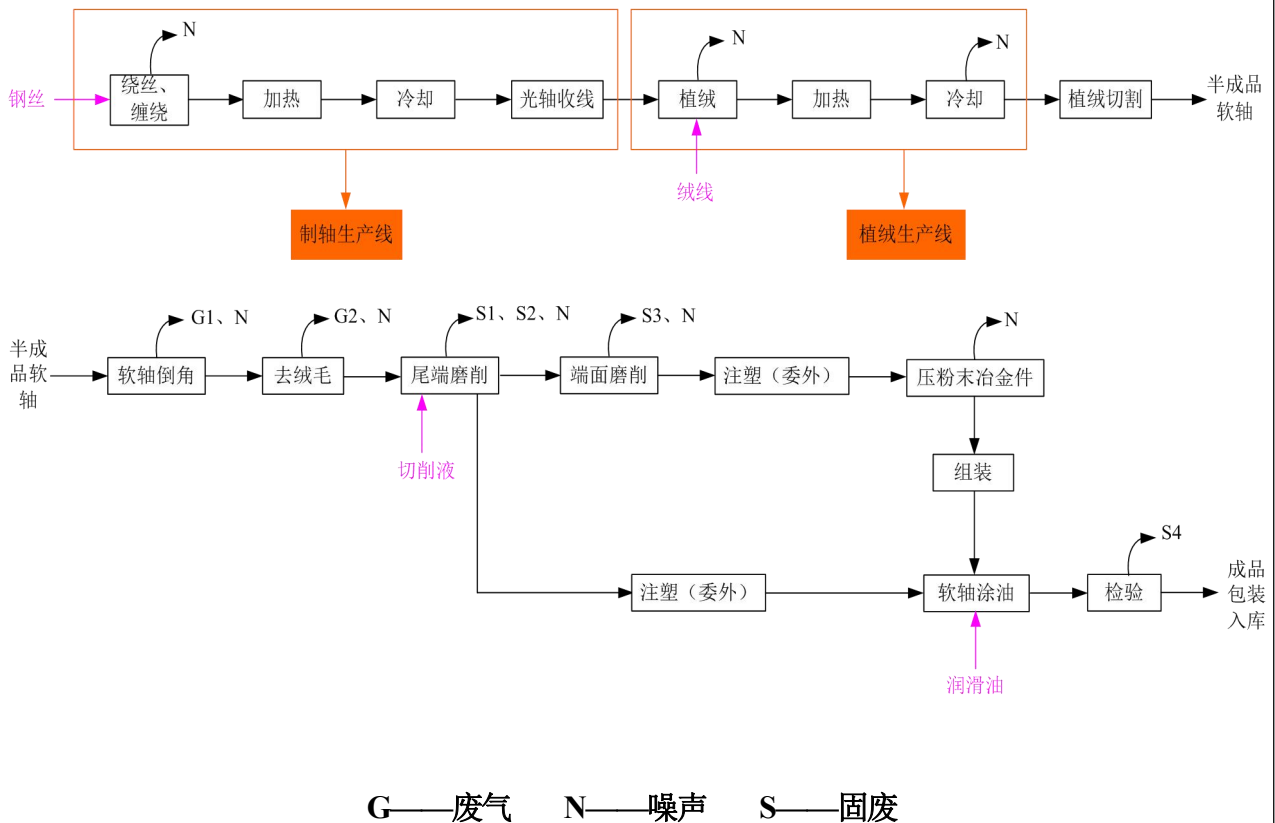 N
N
N
钢丝
绕丝、
缠绕
加热
冷却
光轴收线
植绒
加热
冷却
植绒切割
半成品
软轴
绒线
制轴生产线
植绒生产线
G1、N
G2、N
S1、S2、N
S3、N
N
半成
品软
轴
软轴倒角
去绒毛
尾端磨削
端面磨削
注塑（委外）
压粉末冶金件
切削液
组装
S4
注塑（委外）
软轴涂油
检验
成品
包装
入库
润滑油
G——废气 N——噪声 S——固废